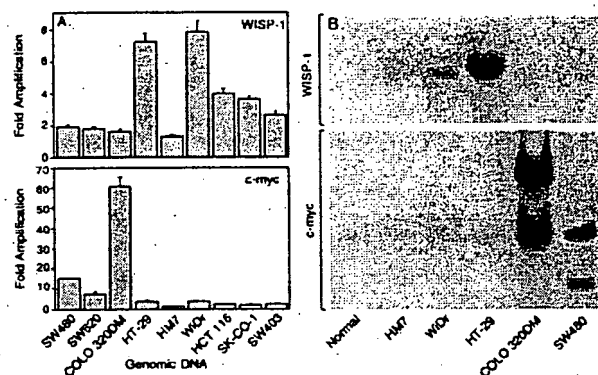 A.
WISP-1
Fold Amplification
8
6
4
2
0
c-myc
Fold Amplification
70
60
50
40
30
20
10
0
SW480
SW620
COLO 320DM
HT-29
HM7
WiDr
HCT 116
SK-CO-1
SW403
Genomic DNA
B
WISP-1
c-myc
Normal
HM7
WiDr
HT-29
COLO 320DM
SW480